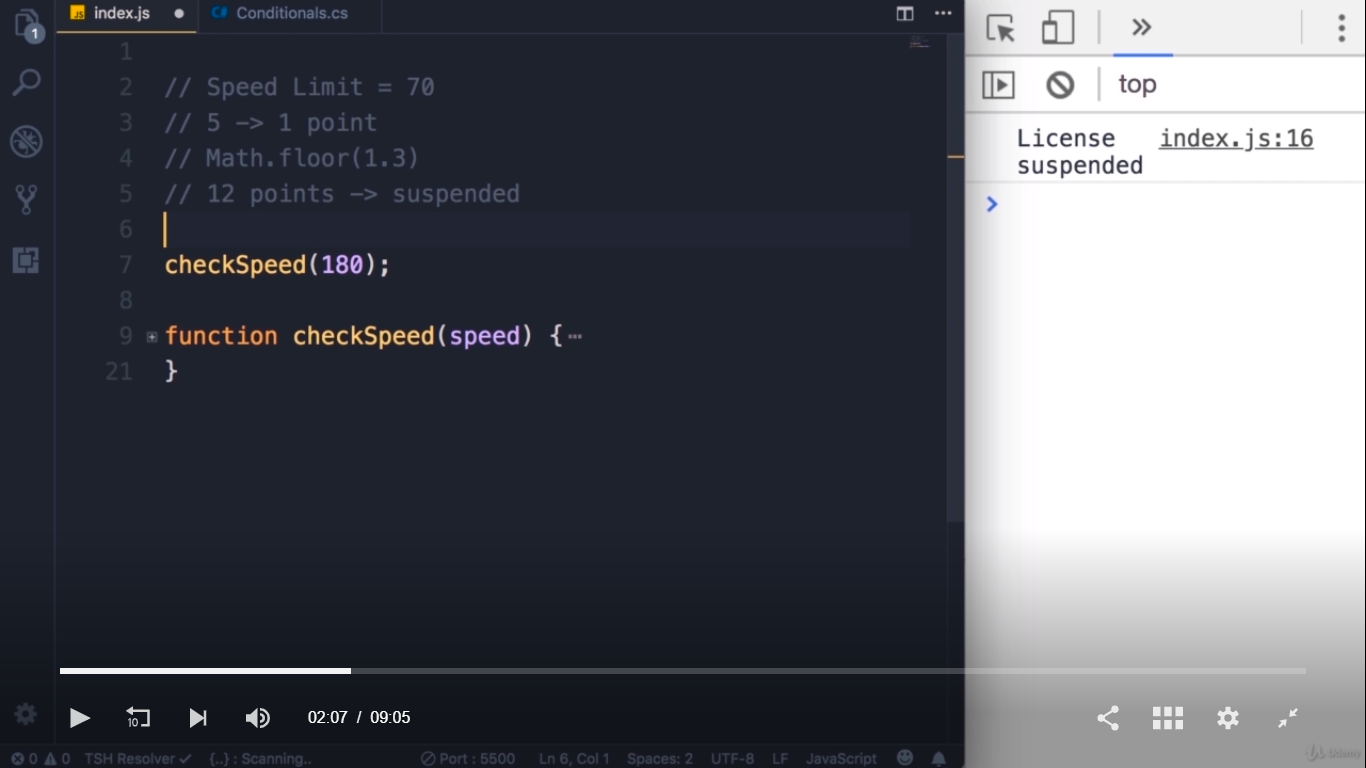 JS index.js
C# Conditionals.cs
1
1
2 // Speed Limit = 70
3 // 5 -> 1 point
4 // Math.floor(1.3)
5 // 12 points -> suspended
6
7 checkSpeed(180);
8
9 function checkSpeed(speed) {
21 }
top
License index.js:16
suspended
10
02:07 / 09:05
0 0 TSH Resolver {..} : Scanning.. Port : 5500 Ln 6, Col 1 Spaces: 2 UTF-8 LF JavaScript
Udemy